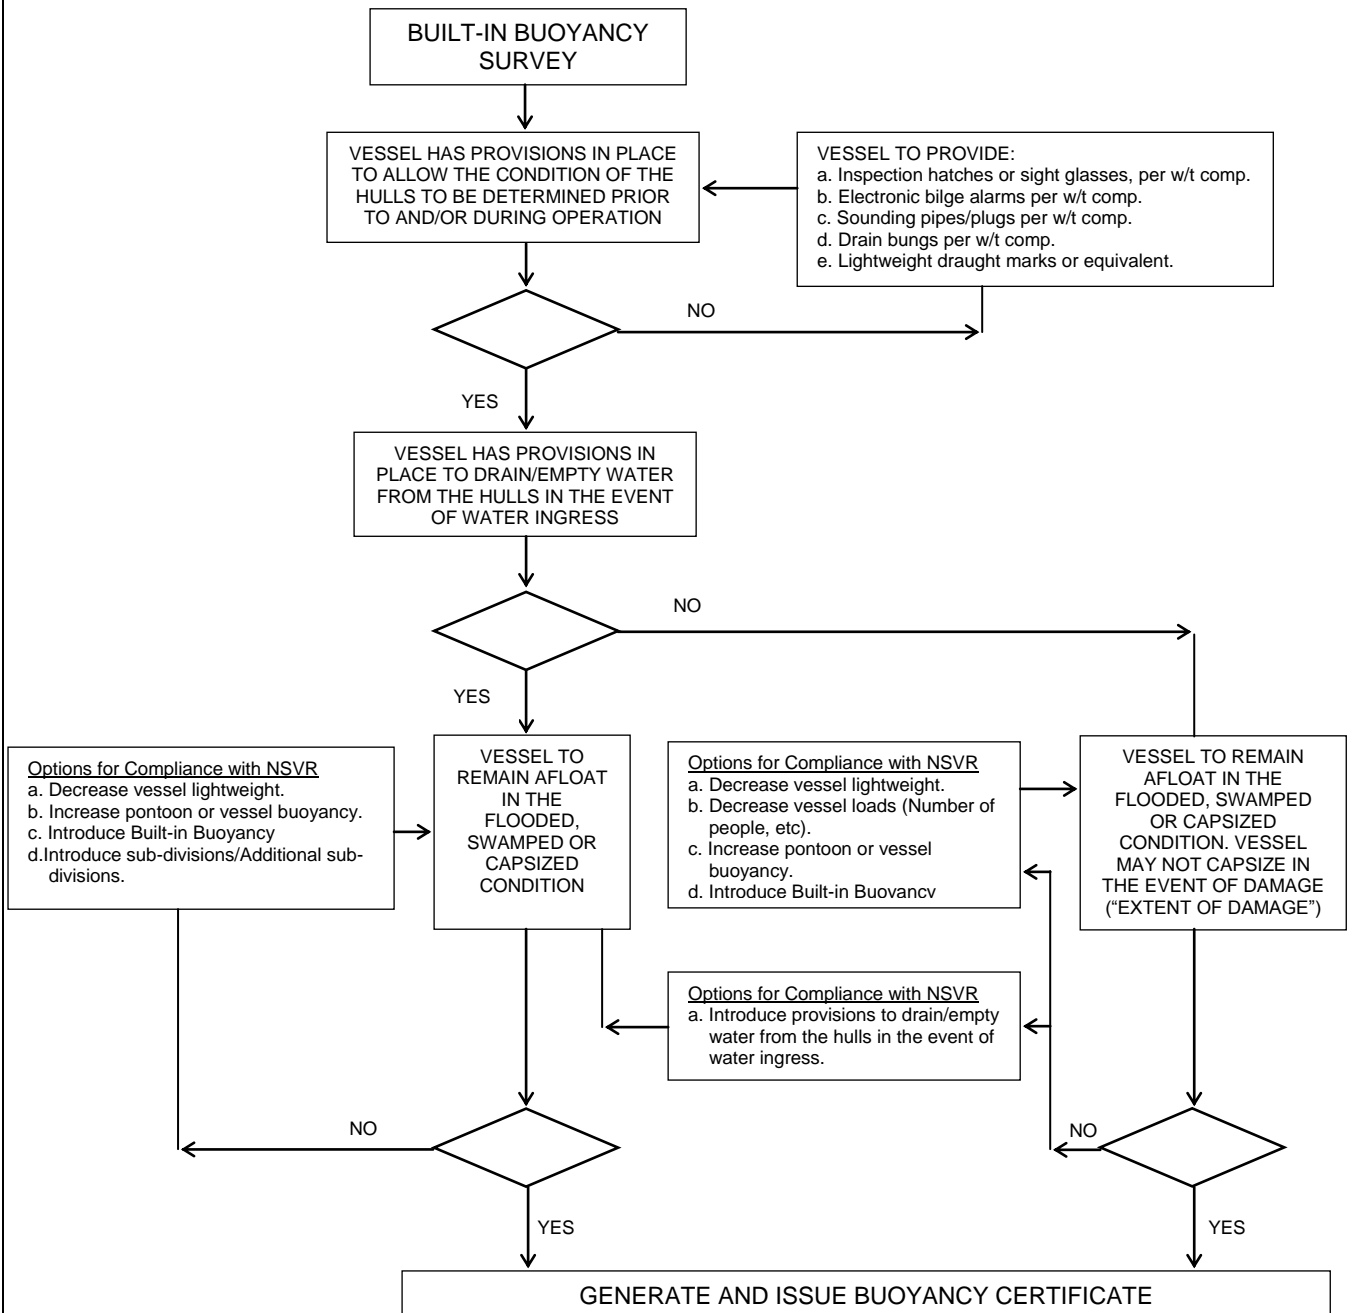 BUILT-IN BUOYANCY
SURVEY
VESSEL HAS PROVISIONS IN PLACE
TO ALLOW THE CONDITION OF THE
HULLS TO BE DETERMINED PRIOR
TO AND/OR DURING OPERATION
VESSEL TO PROVIDE:
a. Inspection hatches or sight glasses, per w/t comp.
b. Electronic bilge alarms per w/t comp.
c. Sounding pipes/plugs per w/t comp.
d. Drain bungs per w/t comp.
e. Lightweight draught marks or equivalent.
NO
YES
VESSEL HAS PROVISIONS IN
PLACE TO DRAIN/EMPTY WATER
FROM THE HULLS IN THE EVENT
OF WATER INGRESS
NO
YES
Options for Compliance with NSVR
a. Decrease vessel lightweight.
b. Increase pontoon or vessel buoyancy.
c. Introduce Built-in Buoyancy
d.Introduce sub-divisions/Additional sub-
divisions.
VESSEL TO
REMAIN AFLOAT
IN THE
FLOODED,
SWAMPED OR
CAPSIZED
CONDITION
Options for Compliance with NSVR
a. Decrease vessel lightweight.
b. Decrease vessel loads (Number of
people, etc).
c. Increase pontoon or vessel
buoyancy.
d. Introduce Built-in Buoyancy
VESSEL TO REMAIN
AFLOAT IN THE
FLOODED, SWAMPED
OR CAPSIZED
CONDITION. VESSEL
MAY NOT CAPSIZE IN
THE EVENT OF DAMAGE
(“EXTENT OF DAMAGE”)
Options for Compliance with NSVR
a. Introduce provisions to drain/empty
water from the hulls in the event of
water ingress.
NO
NO
YES
YES
GENERATE AND ISSUE BUOYANCY CERTIFICATE